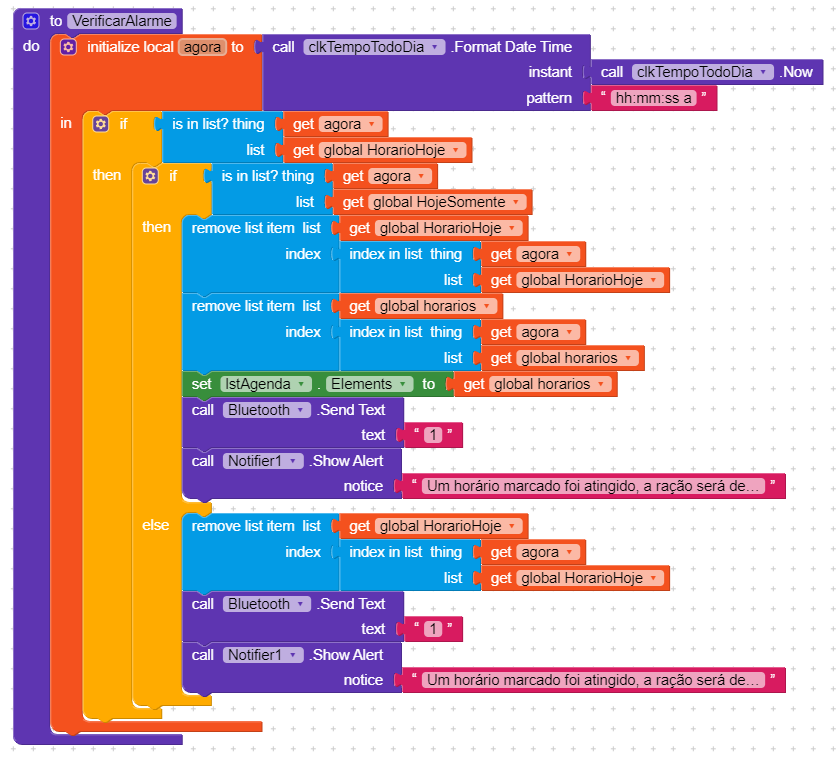 to VerificarAlarme
do initialize local agora to call clkTempoTodoDia .Format Date Time
instant call clkTempoTodoDia .Now
pattern “ hh:mm:ss a ”
in if is in list? thing get agora
list get global HorarioHoje
then if is in list? thing get agora
list get global HojeSomente
then remove list item list get global HorarioHoje
index index in list thing get agora
list get global HorarioHoje
remove list item list get global horarios
index index in list thing get agora
list get global horarios
set lstAgenda . Elements to get global horarios
call Bluetooth .Send Text
text “ 1 ”
call Notifier1 .Show Alert
notice “ Um horário marcado foi atingido, a ração será de... ”
else remove list item list get global HorarioHoje
index index in list thing get agora
list get global HorarioHoje
call Bluetooth .Send Text
text “ 1 ”
call Notifier1 .Show Alert
notice “ Um horário marcado foi atingido, a ração será de... ”